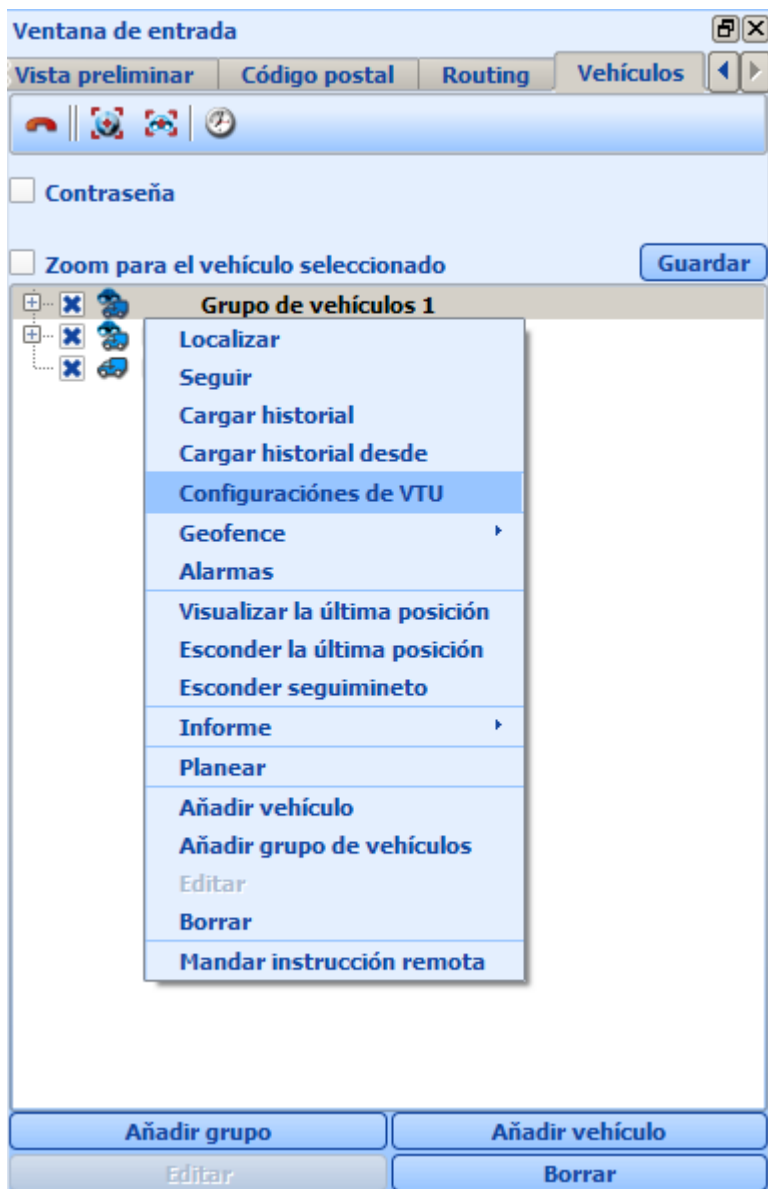 Ventana de entrada
Vista preliminar Código postal Routing Vehículos
Contraseña
Zoom para el vehículo seleccionado Guardar
Grupo de vehículos 1
Localizar
Seguir
Cargar historial
Cargar historial desde
Configuraciónes de VTU
Geofence
Alarmas
Visualizar la última posición
Esconder la última posición
Esconder seguimineto
Informe
Planear
Añadir vehículo
Añadir grupo de vehículos
Editar
Borrar
Mandar instrucción remota
Añadir grupo Añadir vehículo
Editar Borrar